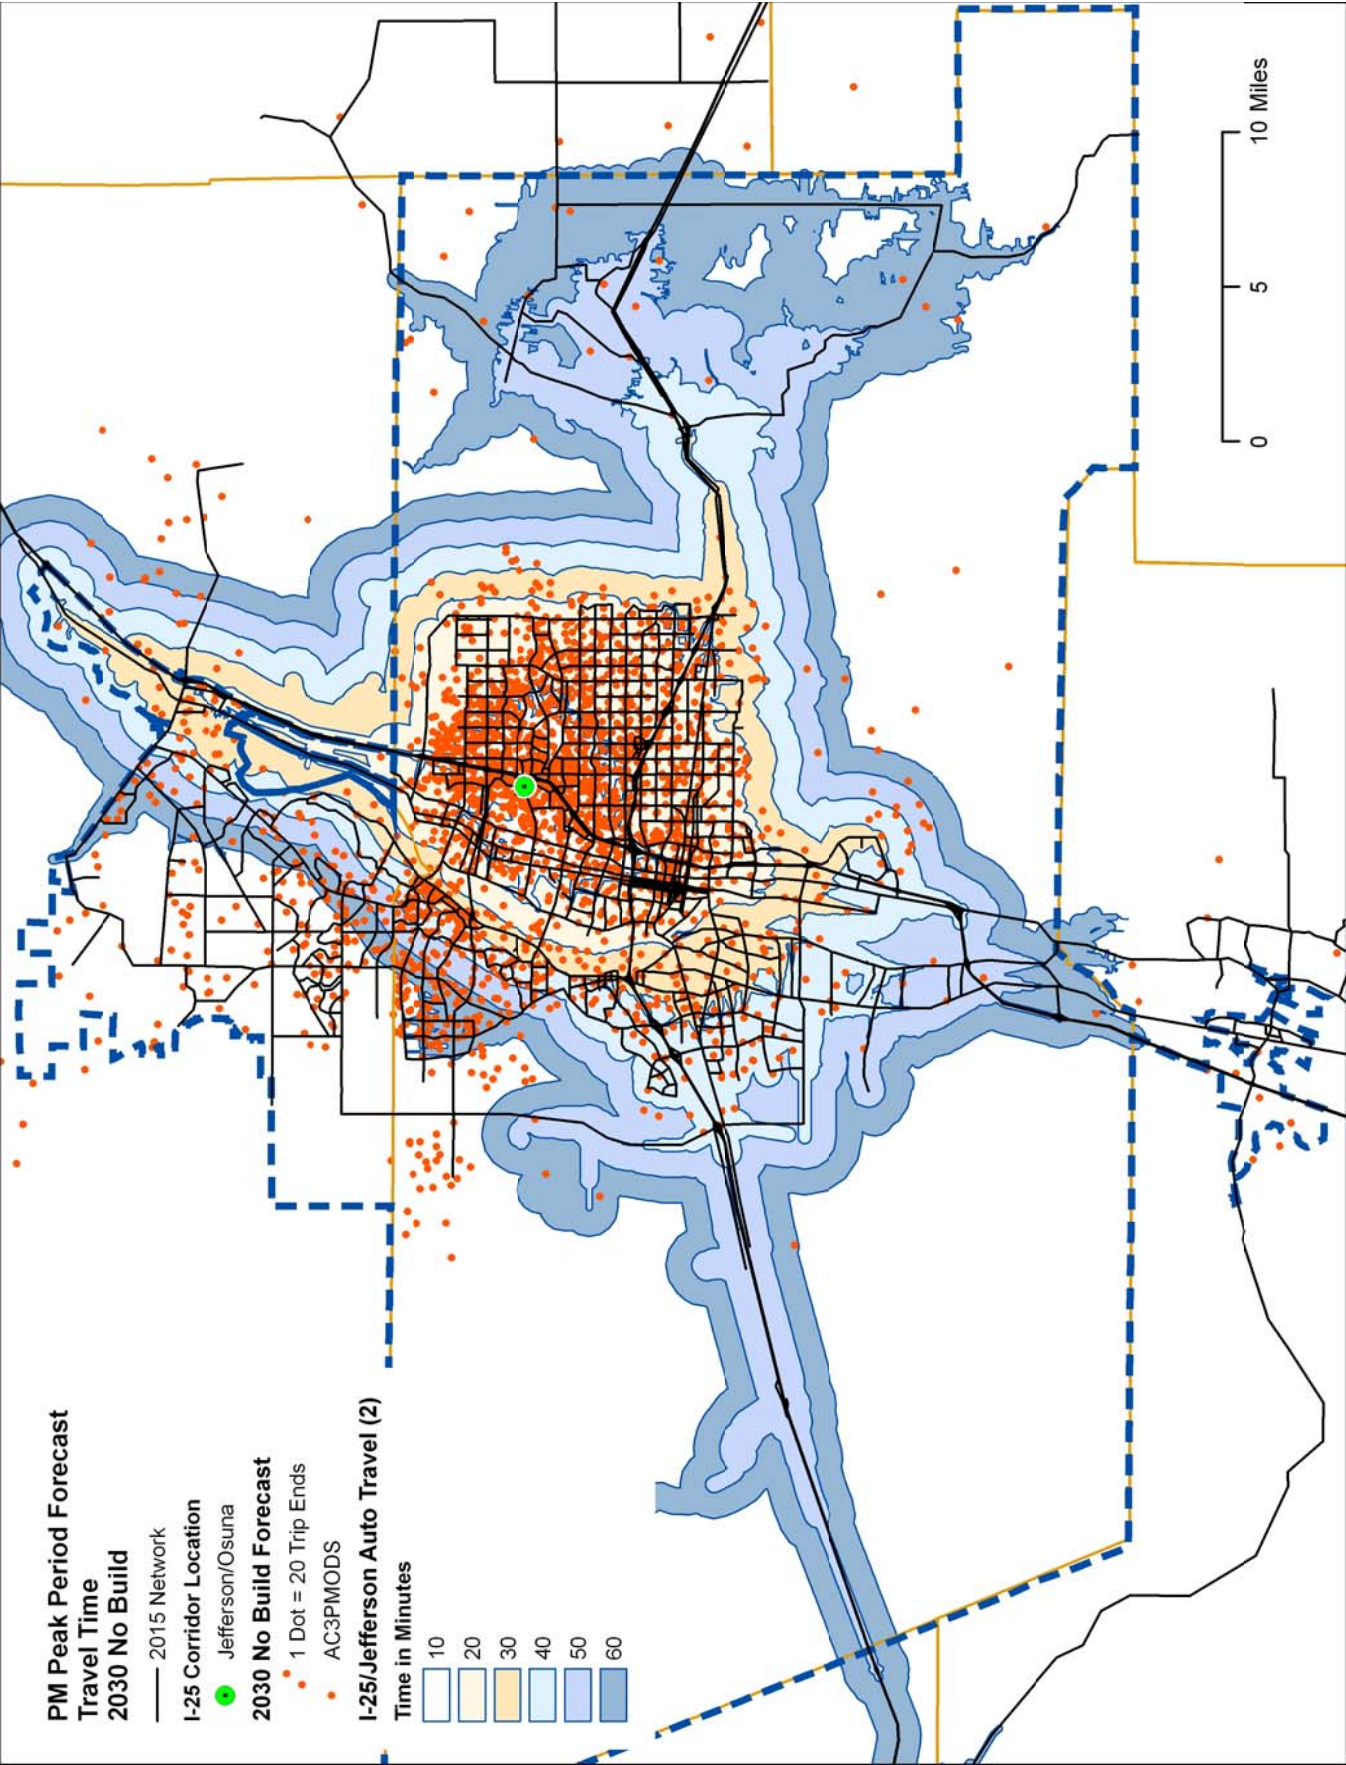 PM Peak Period Forecast
Travel Time
2030 No Build
2015 Network
I-25 Corridor Location
Jefferson/Osuna
2030 No Build Forecast
1 Dot = 20 Trip Ends
AC3PMODS
I-25/Jefferson Auto Travel (2)
Time in Minutes
10
20
30
40
50
60
0
5
10 Miles